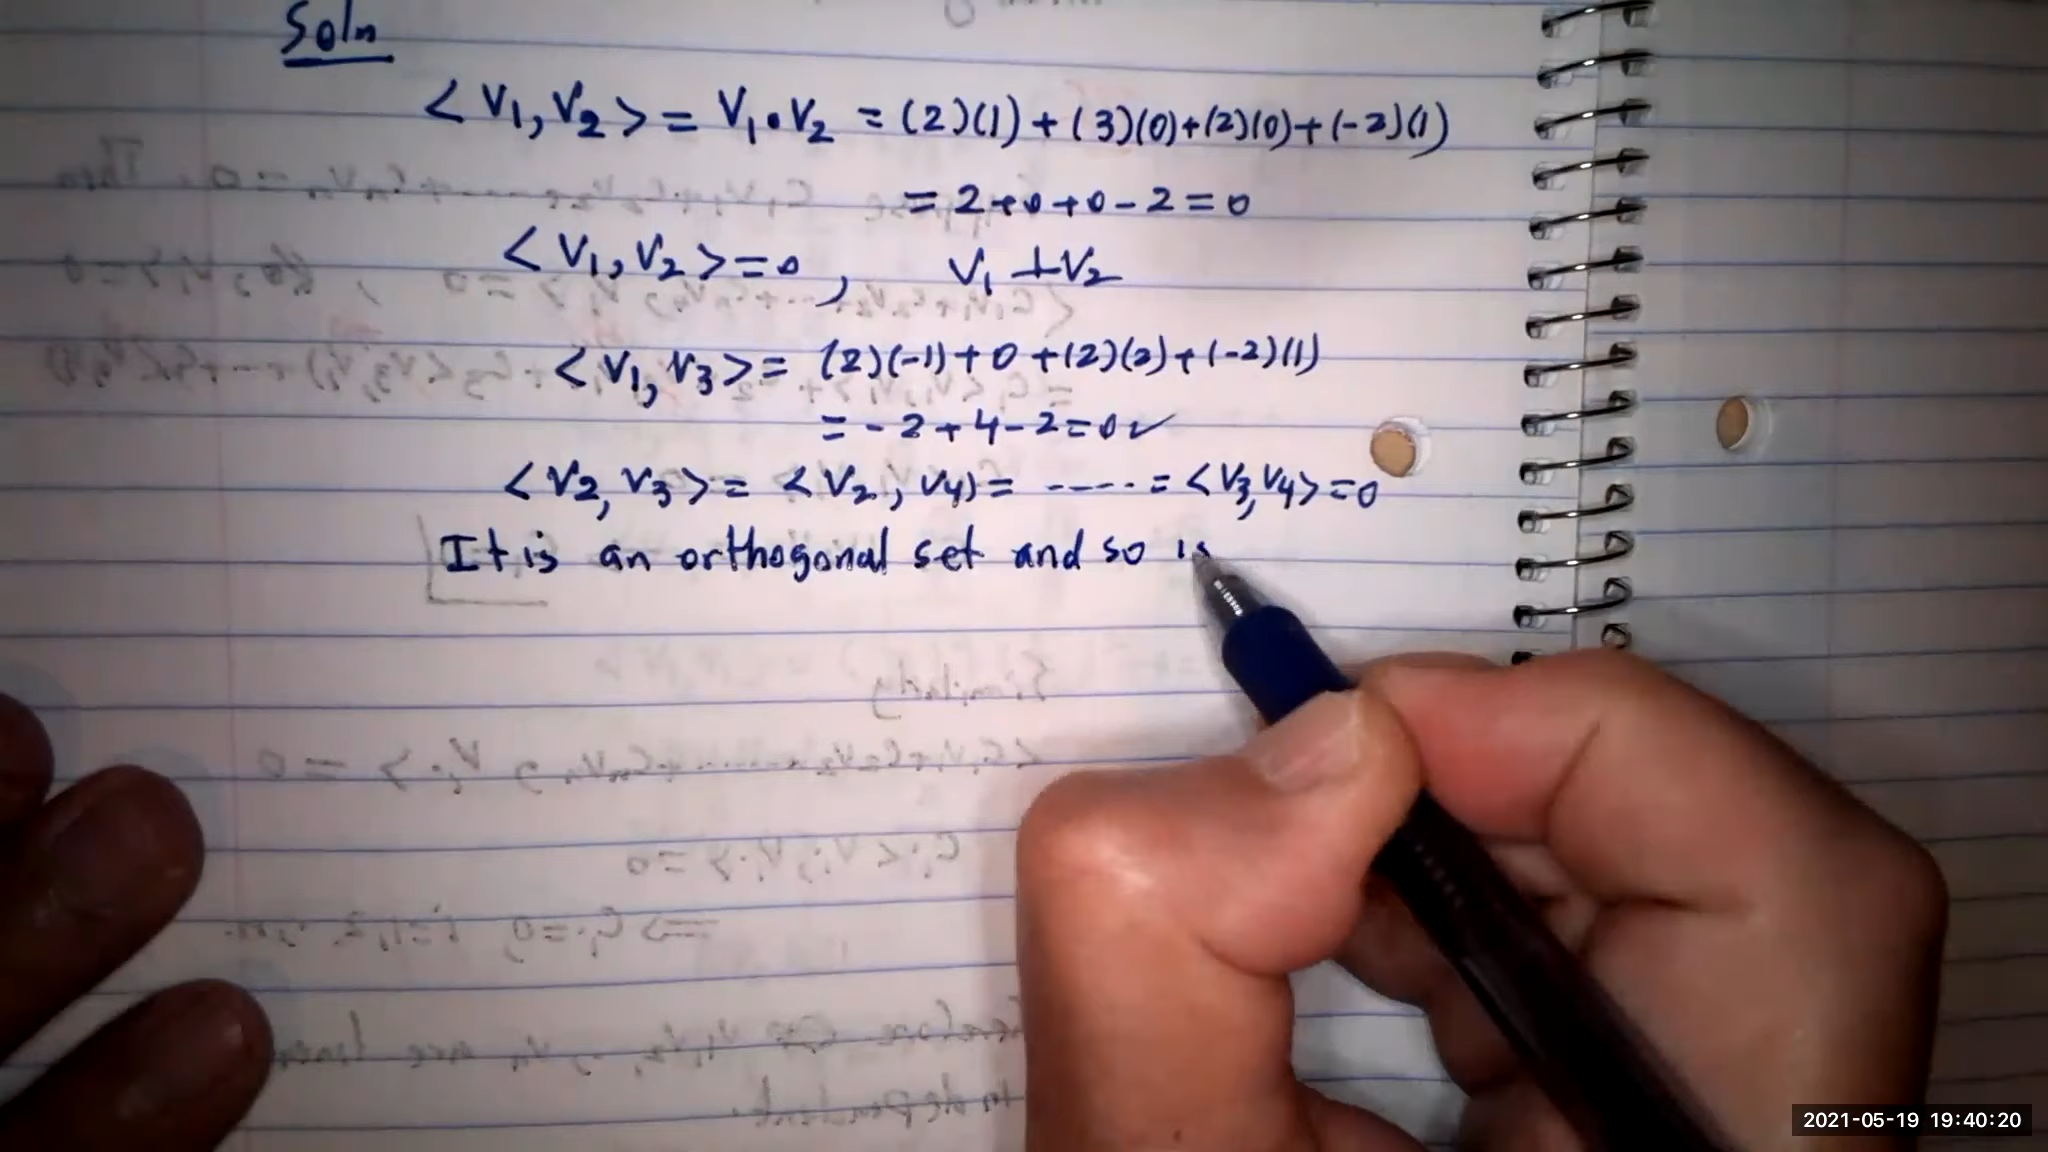 Soln
< V1, V2 > = V1 • V2 = (2)(1) + (3)(0) + (2)(0) + (-2)(1)
= 2+0+0-2=0
< V1, V2 > = 0 , V1 ⊥ V2
< V1, V3 > = (2)(-1) + 0 + (2)(2) + (-2)(1)
= -2+4-2=0 ✓
< V2, V3 > = < V2, V4) = ---- = < V3, V4 > = 0
It is an orthogonal set and so is
2021-05-19 19:40:20